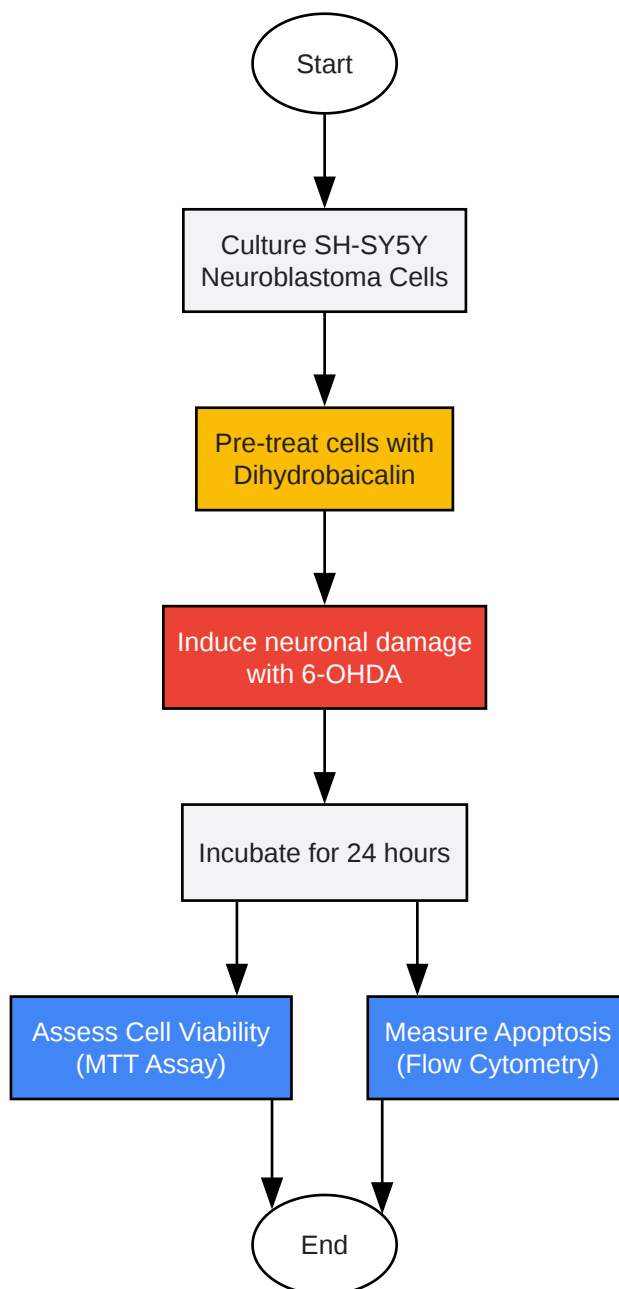 Start
Culture SH-SY5Y
Neuroblastoma Cells
Pre-treat cells with
Dihydrobaicalin
Induce neuronal damage
with 6-OHDA
Incubate for 24 hours
Assess Cell Viability
(MTT Assay)
Measure Apoptosis
(Flow Cytometry)
End